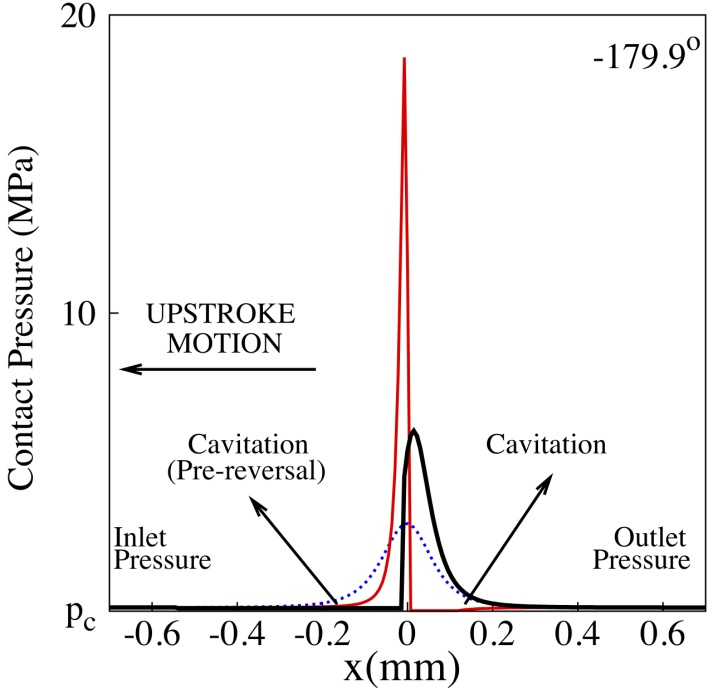 20
-179.9°
Contact Pressure (MPa)
10
UPSTROKE
MOTION
Cavitation
(Pre-reversal)
Cavitation
Inlet
Pressure
Outlet
Pressure
pc
-0.6 -0.4 -0.2 0 0.2 0.4 0.6
x(mm)